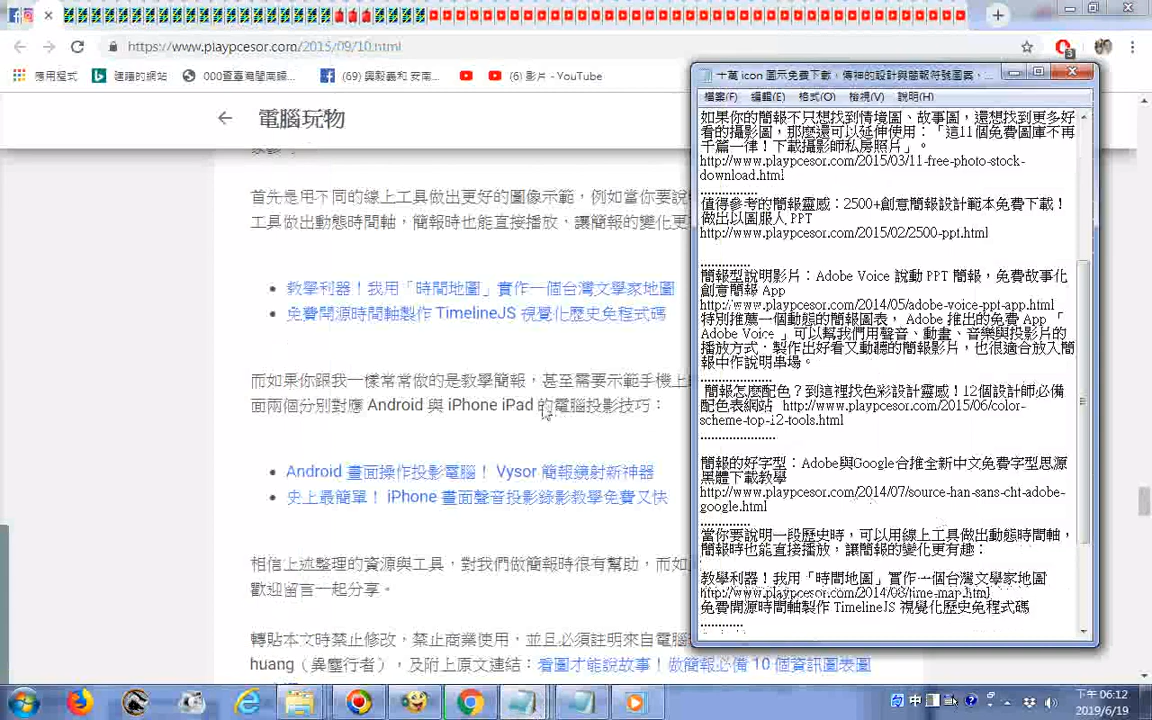 https://www.playpcesor.com/2015/09/10.html
應用程式
建雄的網站
000查臺灣閩南語...
(69) 吳毅義和 安南...
(6) 影片 - YouTube
電腦玩物
首先是用不同的線上工具做出更好的圖像示範，例如當你要說
工具做出動態時間軸，簡報時也能直接播放、讓簡報的變化更
教學利器！我用「時間地圖」實作一個台灣文學家地圖
免費開源時間軸製作 TimelineJS 視覺化歷史免程式碼
而如果你跟我一樣常常做的是教學簡報，甚至需要示範手機上
面兩個分別對應 Android 與 iPhone iPad 的電腦投影技巧：
Android 畫面操作投影電腦！ Vysor 簡報鏡射新神器
史上最簡單！ iPhone 畫面聲音投影錄影教學免費又快
相信上述整理的資源與工具，對我們做簡報時很有幫助，而如
歡迎留言一起分享。
轉貼本文時禁止修改，禁止商業使用，並且必須註明來自電腦
huang（異塵行者），及附上原文連結：看圖才能說故事！做簡報必備 10 個資訊圖表圖
十萬 icon 圖示免費下載，傳神的設計與簡報符號圖案、...
檔案(F) 編輯(E) 格式(O) 檢視(V) 說明(H)
如果你的簡報不只想找到情境圖、故事圖，還想找到更多好
看的攝影圖，那麼還可以延伸使用：「這11個免費圖庫不再
千篇一律！下載攝影師私房照片」。
http://www.playpcesor.com/2015/03/11-free-photo-stock-
download.html
..............
值得參考的簡報靈感：2500+創意簡報設計範本免費下載！
做出以圖服人 PPT
http://www.playpcesor.com/2015/02/2500-ppt.html
..............
簡報型說明影片：Adobe Voice 說動 PPT 簡報，免費故事化
創意簡報 App
http://www.playpcesor.com/2014/05/adobe-voice-ppt-app.html
特別推薦一個動態的簡報圖表， Adobe 推出的免費 App「
Adobe Voice 」可以幫我們用聲音、動畫、音樂與投影片的
播放方式，製作出好看又動聽的簡報影片，也很適合放入簡
報中作說明串場。
....................
簡報怎麼配色？到這裡找色彩設計靈感！12個設計師必備
配色表網站 http://www.playpcesor.com/2015/06/color-
scheme-top-12-tools.html
.....................
簡報的好字型：Adobe與Google合推全新中文免費字型思源
黑體下載教學
http://www.playpcesor.com/2014/07/source-han-sans-cht-adobe-
google.html
..............
當你要說明一段歷史時，可以用線上工具做出動態時間軸，
簡報時也能直接播放，讓簡報的變化更有趣：
教學利器！我用「時間地圖」實作一個台灣文學家地圖
http://www.playpcesor.com/2014/08/time-map.html
免費開源時間軸製作 TimelineJS 視覺化歷史免程式碼
............
中
下午 06:12
2019/6/19